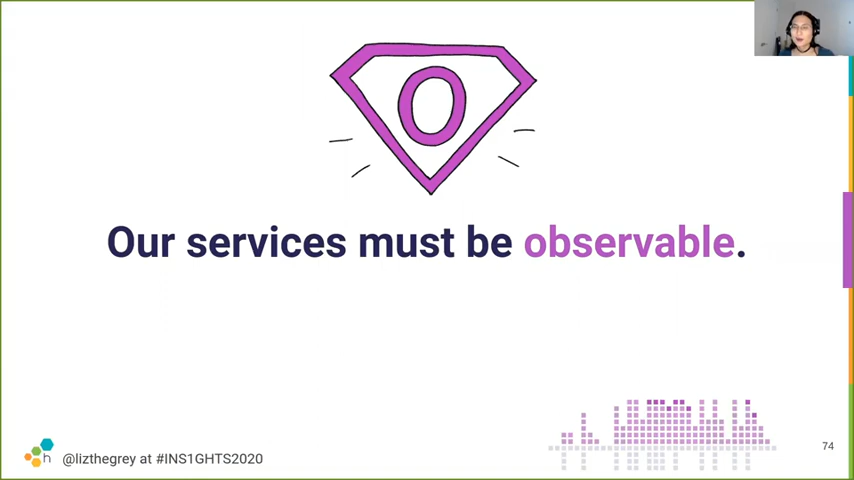 O
Our services must be observable.
h
@lizthegrey at #INS1GHTS2020
74